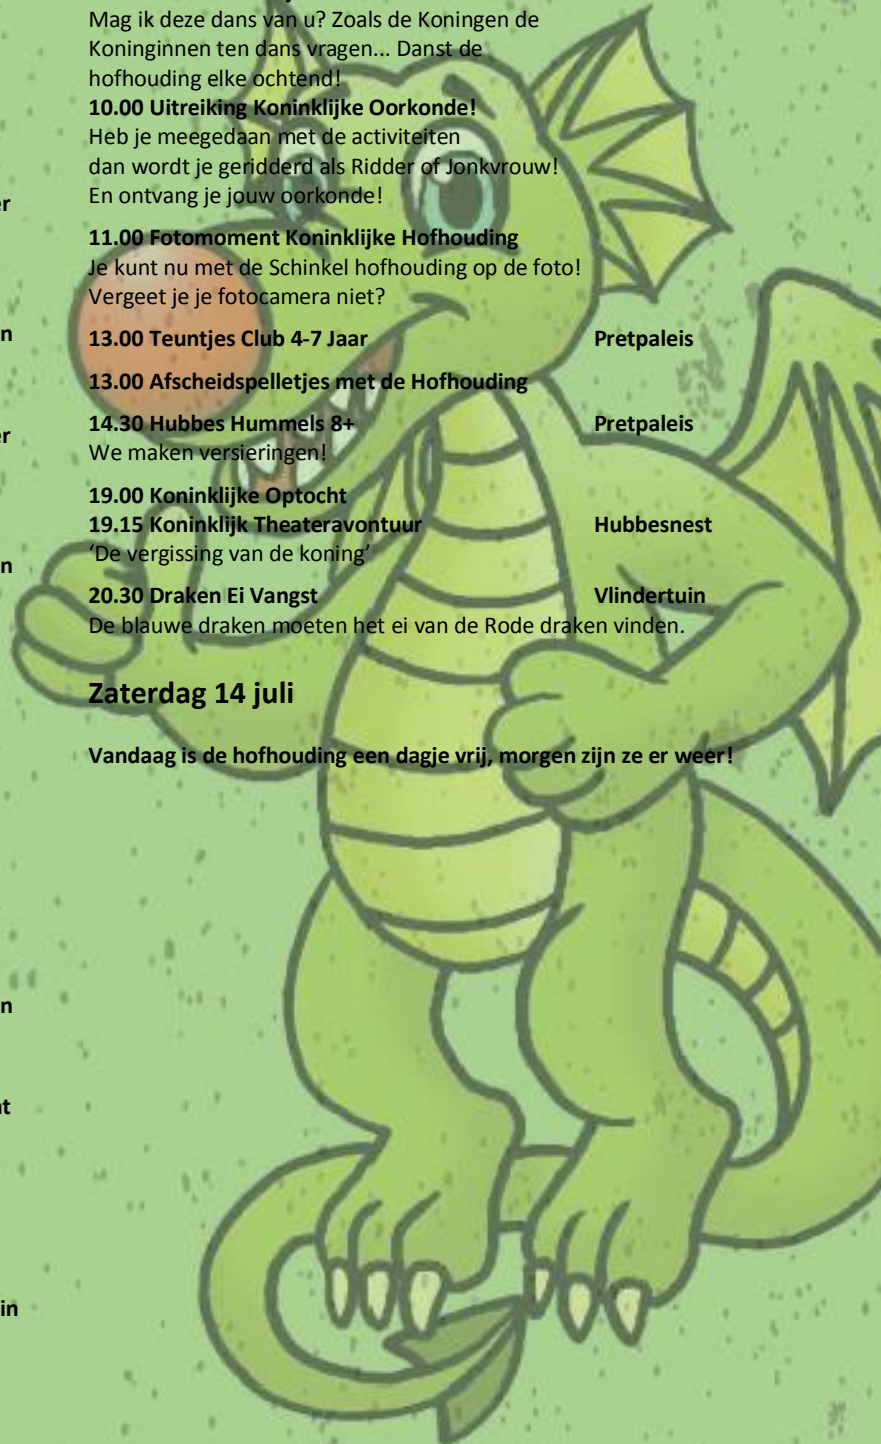 Mag ik deze dans van u? Zoals de Koningen de
Koninginnen ten dans vragen... Danst de
hofhouding elke ochtend!
10.00 Uitreiking Koninklijke Oorkonde!
Heb je meegedaan met de activiteiten
dan wordt je geridderd als Ridder of Jonkvrouw!
En ontvang je jouw oorkonde!
11.00 Fotomoment Koninklijke Hofhouding
Je kunt nu met de Schinkel hofhouding op de foto!
Vergeet je je fotocamera niet?
13.00 Teuntjes Club 4-7 Jaar Pretpaleis
13.00 Afscheidspelletjes met de Hofhouding
14.30 Hubbes Hummels 8+ Pretpaleis
We maken versieringen!
19.00 Koninklijke Optocht
19.15 Koninklijk Theateravontuur Hubbesnest
‘De vergissing van de koning’
20.30 Draken Ei Vangst Vlindertuin
De blauwe draken moeten het ei van de Rode draken vinden.
Zaterdag 14 juli
Vandaag is de hofhouding een dagje vrij, morgen zijn ze er weer!